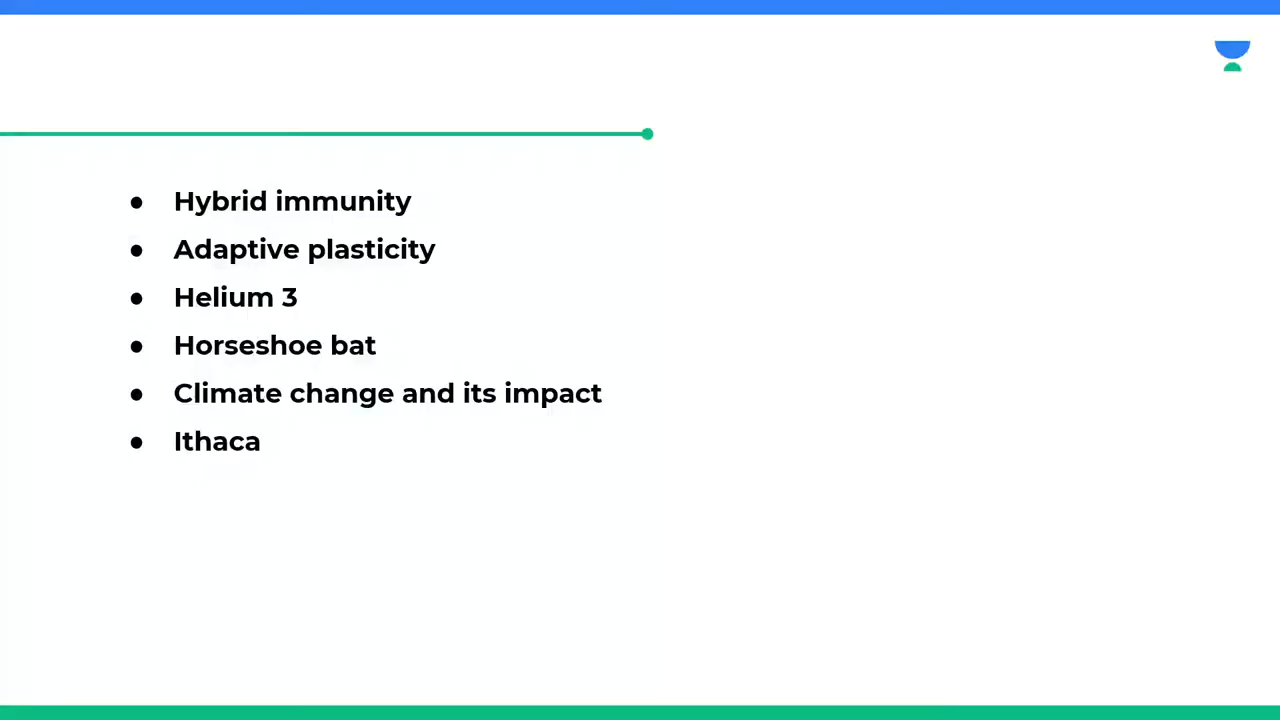 ● Hybrid immunity
● Adaptive plasticity
● Helium 3
● Horseshoe bat
● Climate change and its impact
● Ithaca